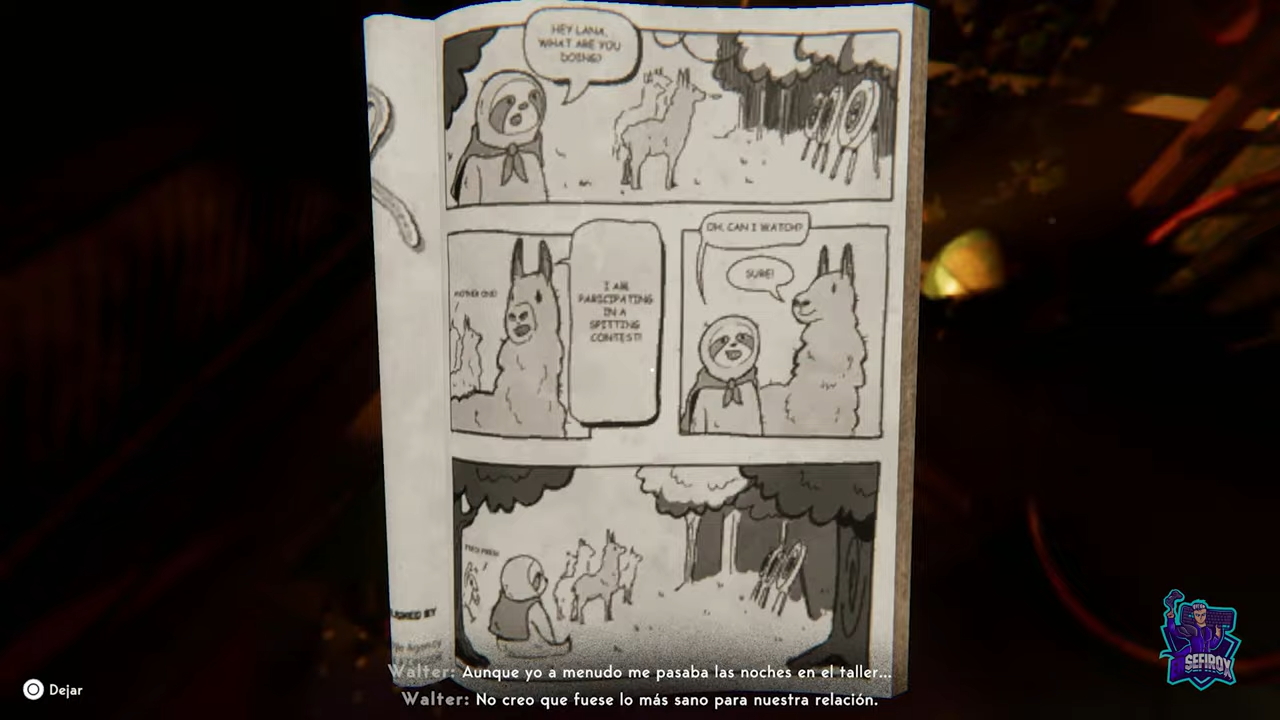 HEY LANA,
WHAT ARE YOU
DOING?
I AM
PARICIPATING
IN A
SPITTING
CONTEST!
OH, CAN I WATCH?
SURE!
Walter: Aunque yo a menudo me pasaba las noches en el taller...
Walter: No creo que fuese lo más sano para nuestra relación.
Dejar
SEFIROX